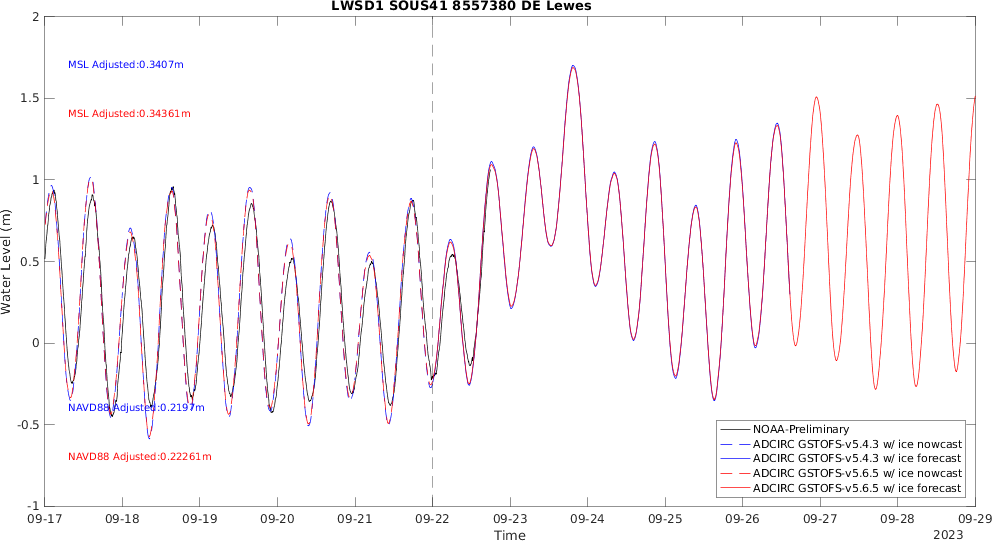 LWSD1 SOUS41 8557380 DE Lewes
2
1.5
1
0.5
0
-0.5
-1
Water Level (m)
MSL Adjusted:0.3407m
MSL Adjusted:0.34361m
NAVD88 Adjusted:0.2197m
NAVD88 Adjusted:0.22261m
NOAA-Preliminary
ADCIRC GSTOFS-v5.4.3 w/ ice nowcast
ADCIRC GSTOFS-v5.4.3 w/ ice forecast
ADCIRC GSTOFS-v5.6.5 w/ ice nowcast
ADCIRC GSTOFS-v5.6.5 w/ ice forecast
09-17 09-18 09-19 09-20 09-21 09-22 09-23 09-24 09-25 09-26 09-27 09-28 09-29
Time
2023